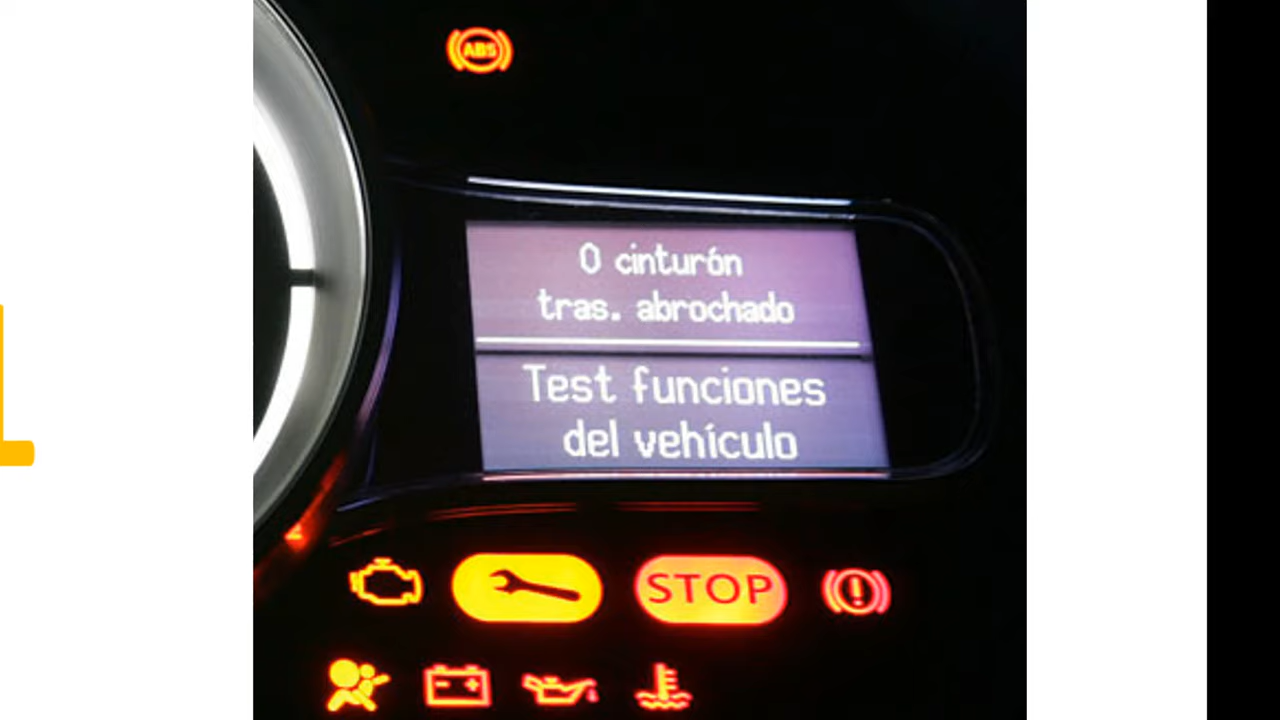 ABS
0 cinturón
tras. abrochado
Test funciones
del vehículo
STOP